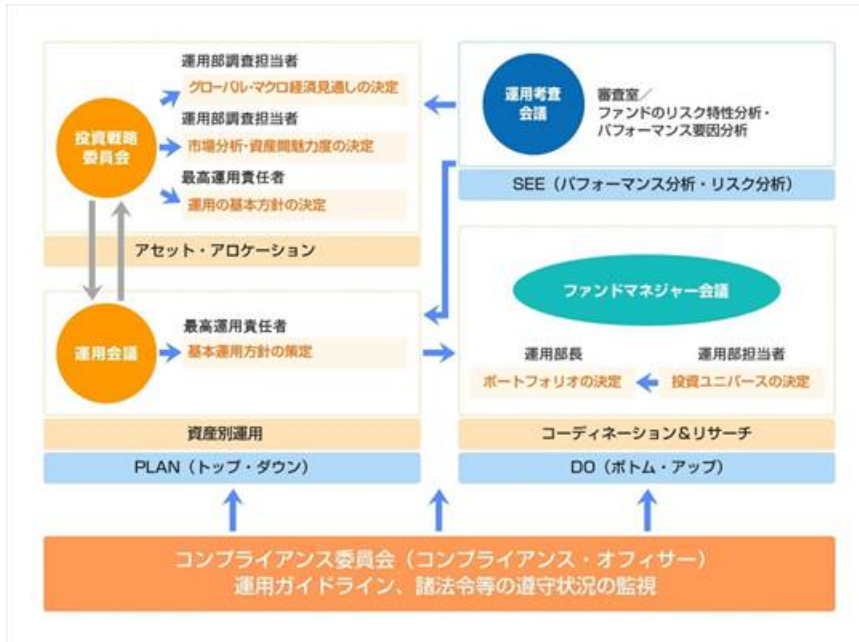 運用部調査担当者
グローバル・マクロ経済見通しの決定
投資戦略
委員会
運用部調査担当者
市場分析・資産間魅力度の決定
最高運用責任者
運用の基本方針の決定
アセット・アロケーション
運用会議
最高運用責任者
基本運用方針の策定
資産別運用
PLAN（トップ・ダウン）
運用考査
会議
審査室／
ファンドのリスク特性分析・
パフォーマンス要因分析
SEE（パフォーマンス分析・リスク分析）
ファンドマネジャー会議
運用部長
ポートフォリオの決定
運用部担当者
投資ユニバースの決定
コーディネーション＆リサーチ
DO（ボトム・アップ）
コンプライアンス委員会（コンプライアンス・オフィサー）
運用ガイドライン、諸法令等の遵守状況の監視